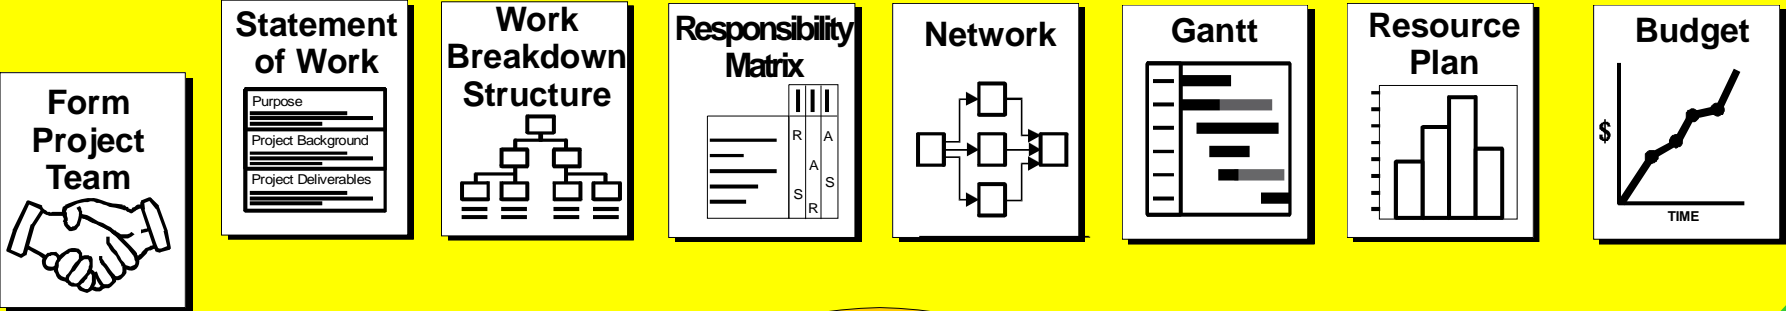 Form
Project
Team
Statement
of Work
Purpose
Project Background
Project Deliverables
Work
Breakdown
Structure
Responsibility
Matrix
R
A
A
S
S
R
Network
Gantt
Resource
Plan
Budget
$
TIME